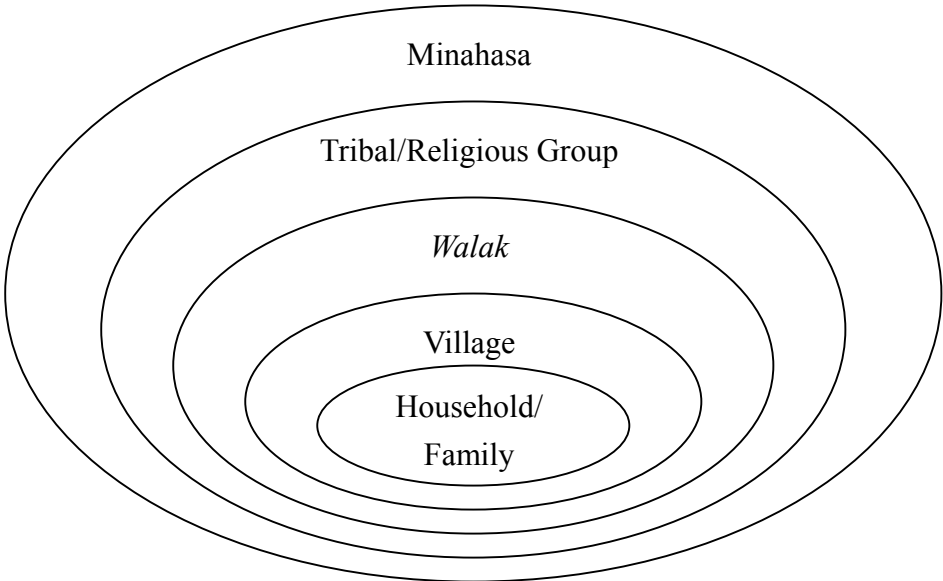 Minahasa
Tribal/Religious Group
Walak
Village
Household/
Family